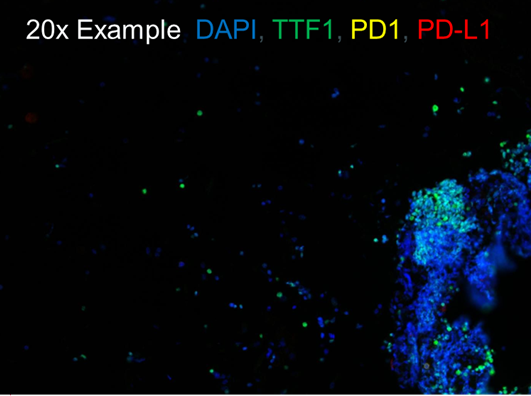 20x Example DAPI, TTF1, PD1, PD-L1